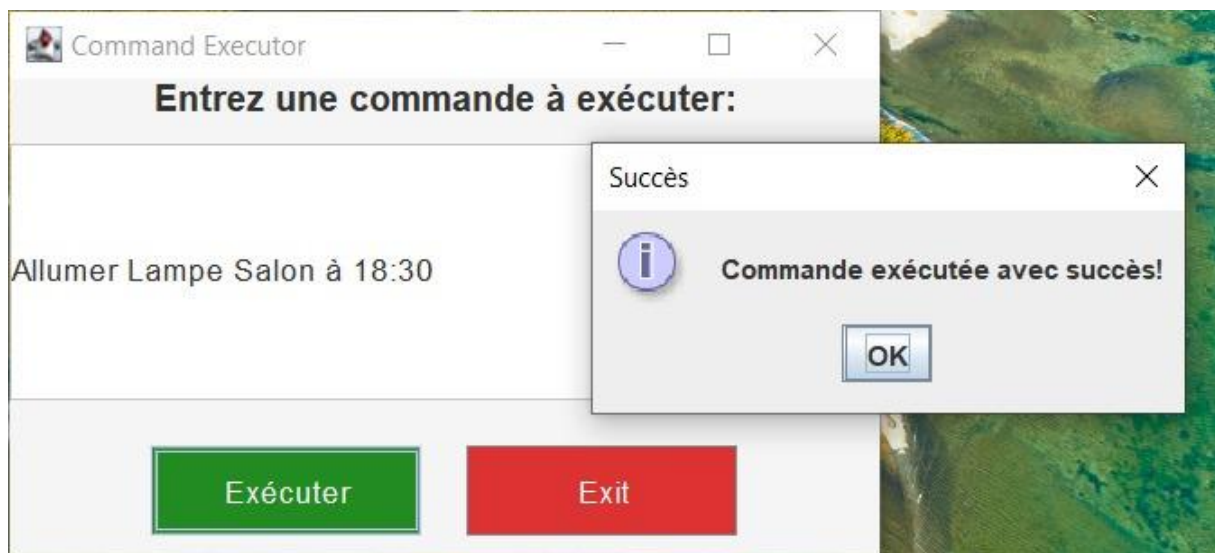 Command Executor
Entrez une commande à exécuter:
Allumer Lampe Salon à 18:30
Succès
Commande exécutée avec succès!
OK
Exécuter
Exit